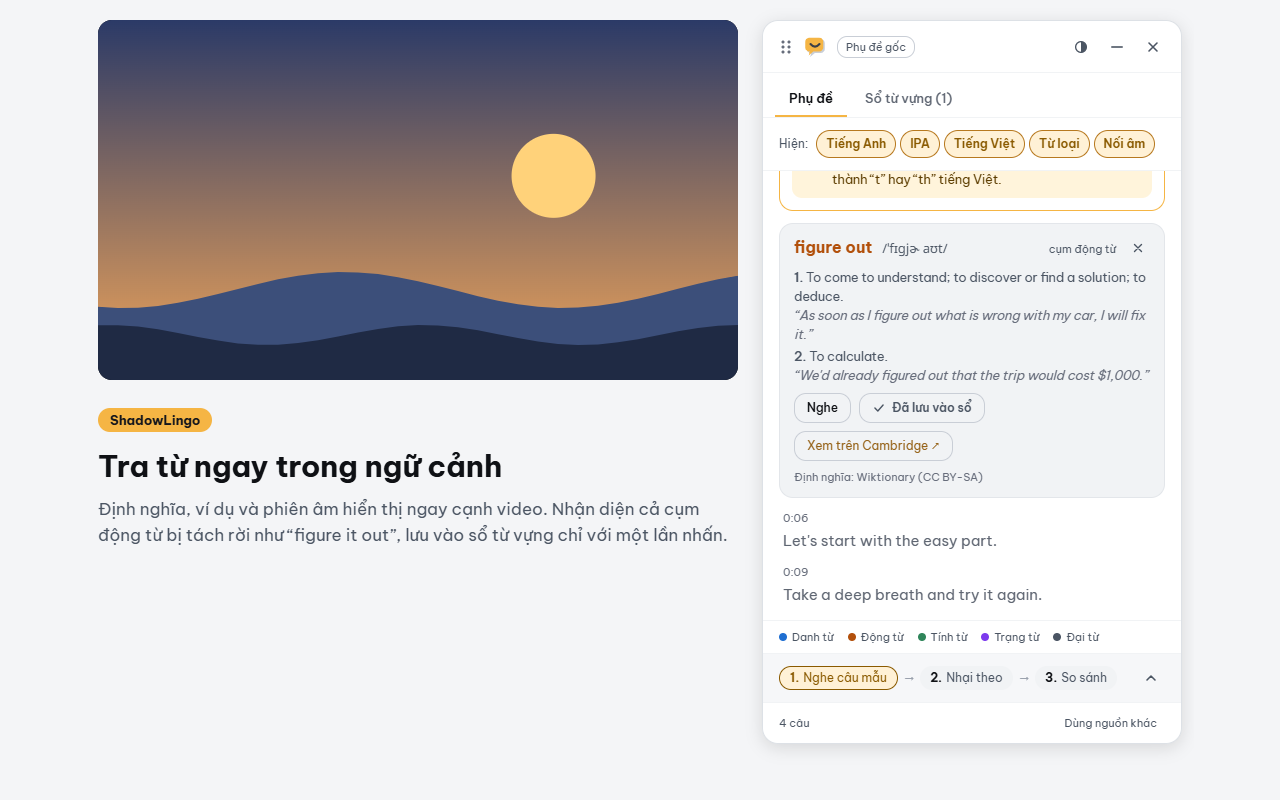 ShadowLingo
Tra từ ngay trong ngữ cảnh
Định nghĩa, ví dụ và phiên âm hiển thị ngay cạnh video. Nhận diện cả cụm
động từ bị tách rời như “figure it out”, lưu vào sổ từ vựng chỉ với một lần nhấn.
Phụ đề gốc
Phụ đề
Sổ từ vựng (1)
Hiện: Tiếng Anh IPA Tiếng Việt Từ loại Nối âm
thành “t” hay “th” tiếng Việt.
figure out /ˈfɪɡjɚ aʊt/ cụm động từ
1. To come to understand; to discover or find a solution; to
deduce.
“As soon as I figure out what is wrong with my car, I will fix
it.”
2. To calculate.
“We'd already figured out that the trip would cost $1,000.”
Nghe
Đã lưu vào sổ
Xem trên Cambridge ↗
Định nghĩa: Wiktionary (CC BY-SA)
0:06
Let's start with the easy part.
0:09
Take a deep breath and try it again.
Danh từ Động từ Tính từ Trạng từ Đại từ
1. Nghe câu mẫu → 2. Nhại theo → 3. So sánh
4 câu
Dùng nguồn khác